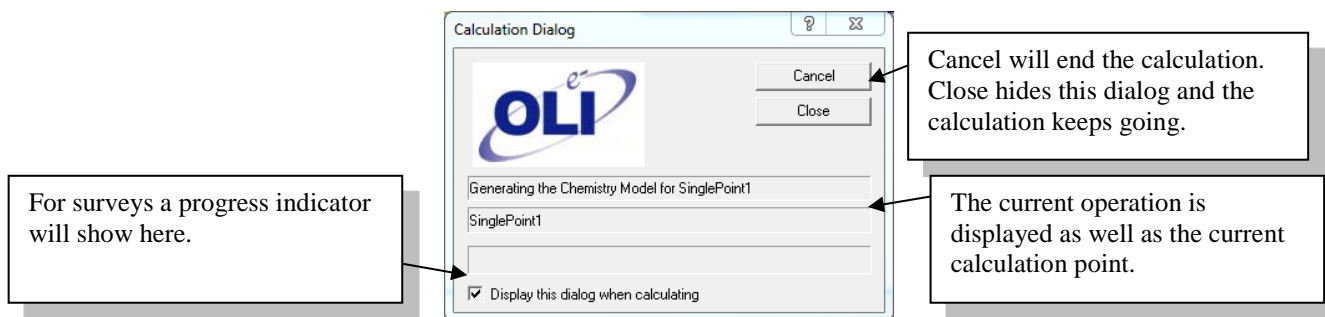 Calculation Dialog
e-
OLI
Cancel
Close
Generating the Chemistry Model for SinglePoint1
SinglePoint1
Display this dialog when calculating
Cancel will end the calculation.
Close hides this dialog and the
calculation keeps going.
The current operation is
displayed as well as the current
calculation point.
For surveys a progress indicator
will show here.